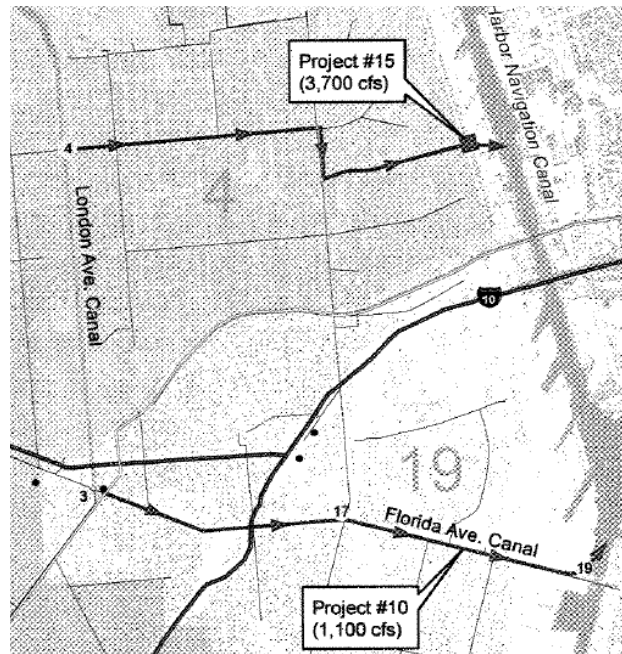 Project #15
(3,700 cfs)
Harbor Navigation Canal
4
4
London Ave. Canal
10
19
3
17
Florida Ave. Canal
19
Project #10
(1,100 cfs)